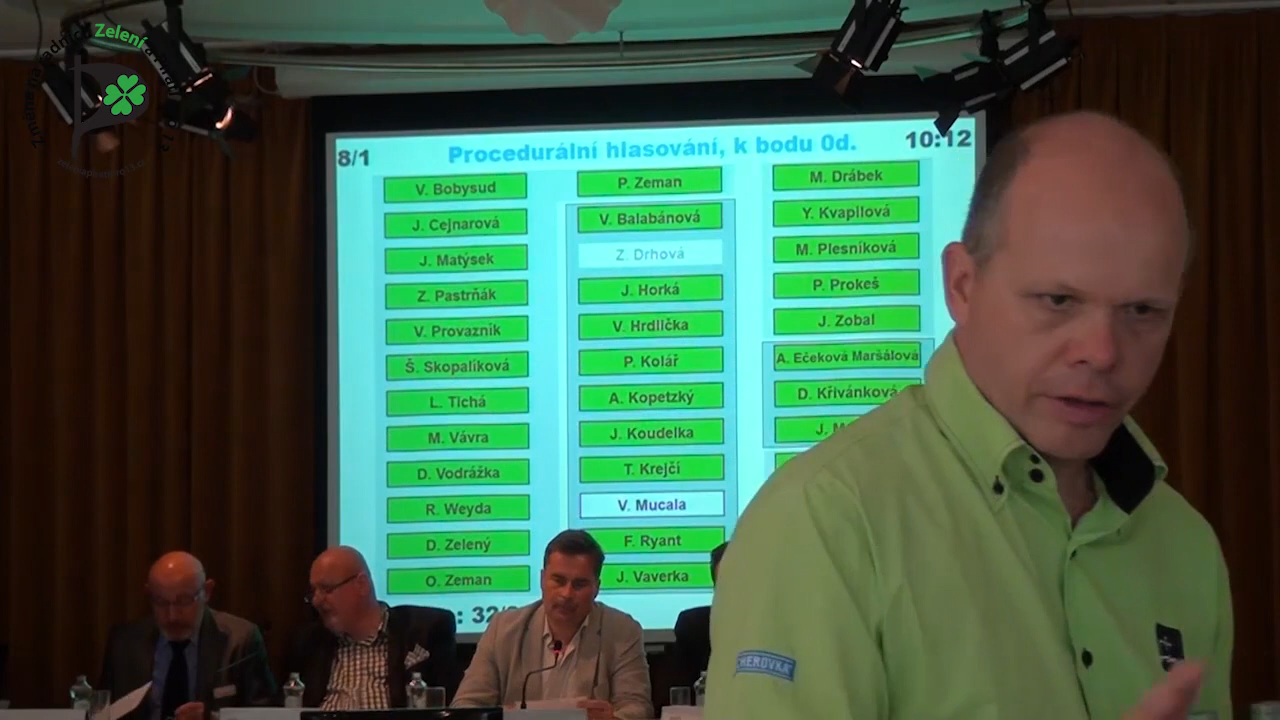 Zelení
8/1
Procedurální hlasování, k bodu 0d.
10:12
V. Bobysud
J. Cejnarová
J. Matýsek
Z. Pastrňák
V. Provazník
Š. Skopalíková
L. Tichá
M. Vávra
D. Vodrážka
R. Weyda
D. Zelený
O. Zeman
P. Zeman
V. Balabánová
Z. Drhová
J. Horká
V. Hrdlička
P. Kolář
A. Kopetzký
J. Koudelka
T. Krejčí
V. Mucala
F. Ryant
J. Vaverka
M. Drábek
Y. Kvapilová
M. Plesníková
P. Prokeš
J. Zobal
A. Ečeková Maršálová
D. Křivánková
J.
: 32/
CHEROVKA